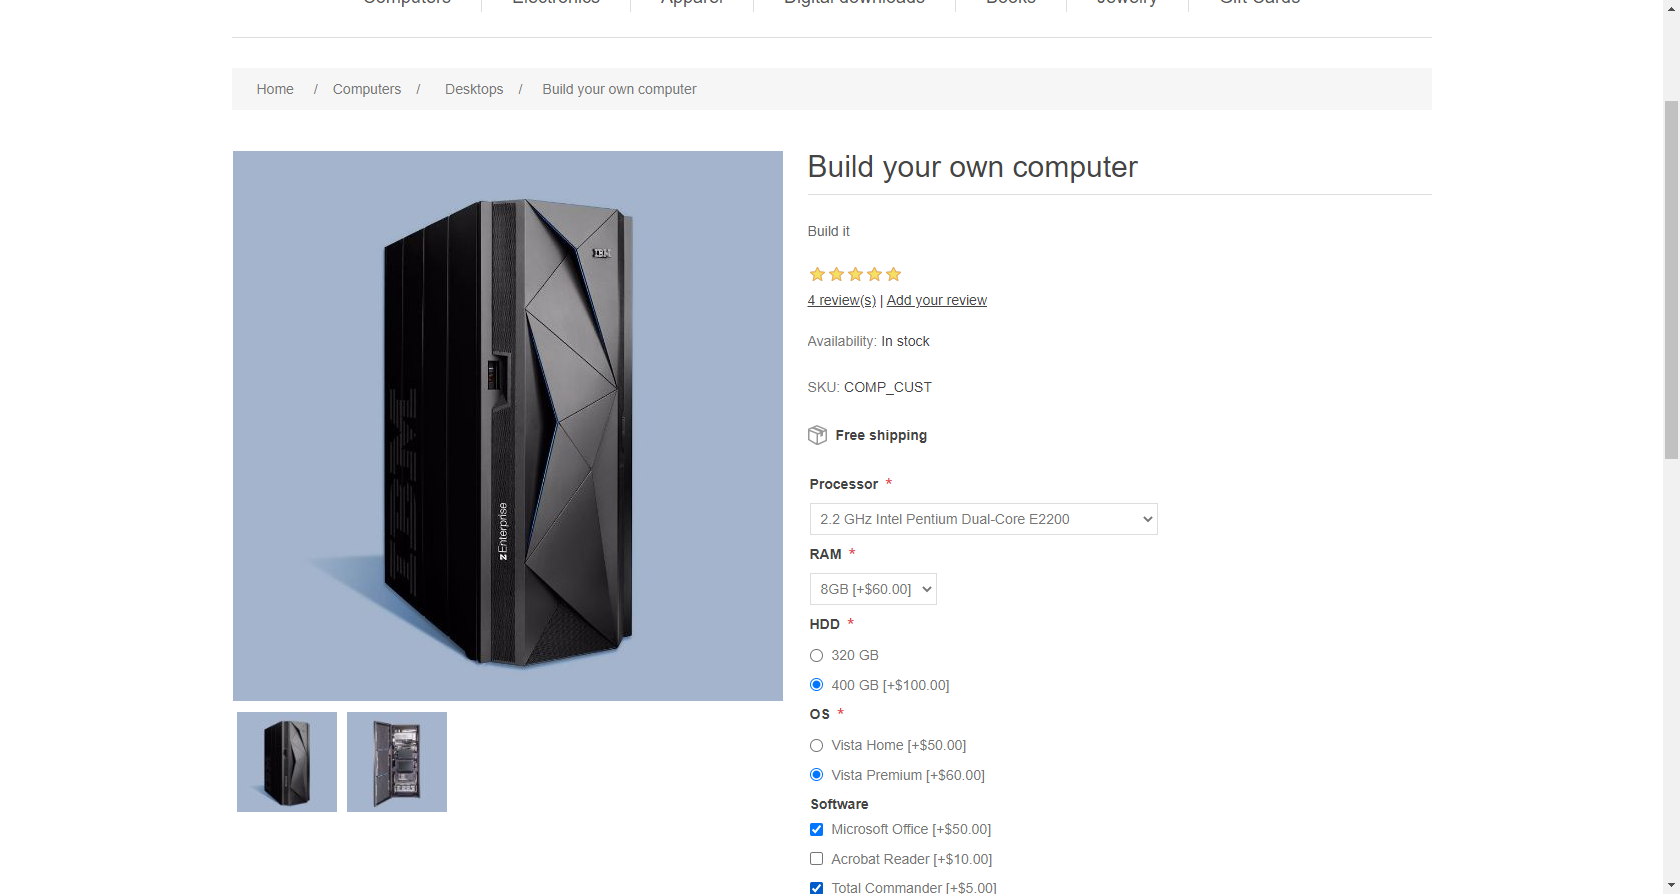 Computers Electronics Apparel Digital downloads Books Jewelry Gift Cards
Home / Computers / Desktops / Build your own computer
Build your own computer
Build it
4 review(s) | Add your review
Availability: In stock
SKU: COMP_CUST
Free shipping
Processor *
2.2 GHz Intel Pentium Dual-Core E2200
RAM *
8GB [+$60.00]
HDD *
320 GB
400 GB [+$100.00]
OS *
Vista Home [+$50.00]
Vista Premium [+$60.00]
Software
Microsoft Office [+$50.00]
Acrobat Reader [+$10.00]
Total Commander [+$5.00]
IBM
IBM
zEnterprise